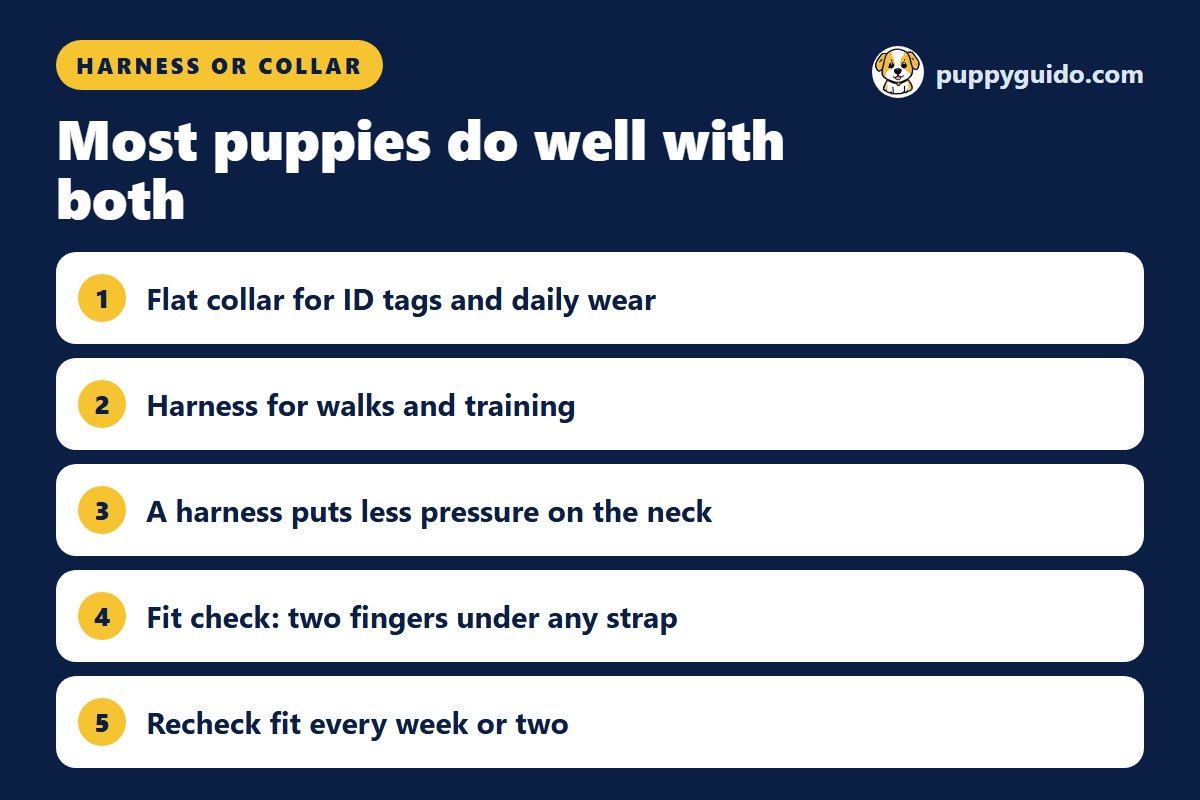 HARNESS OR COLLAR
puppyguido.com
Most puppies do well with
both
1 Flat collar for ID tags and daily wear
2 Harness for walks and training
3 A harness puts less pressure on the neck
4 Fit check: two fingers under any strap
5 Recheck fit every week or two